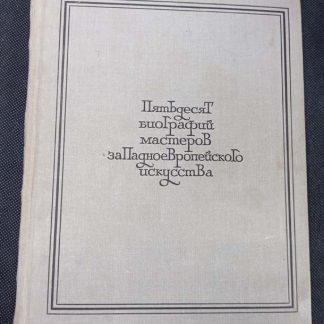 Пятьдесят
биографий
мастеров
западноевропейского
искусства